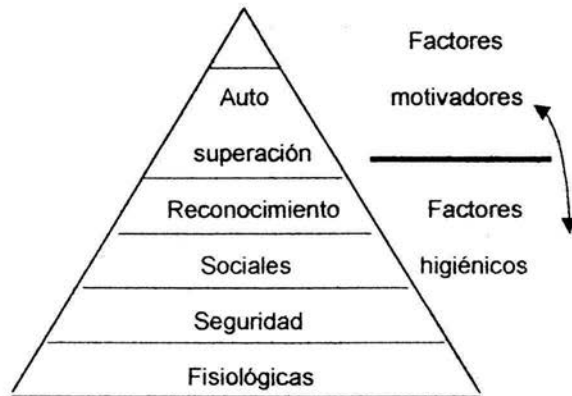 Factores
motivadores
Auto
superación
Reconocimiento
Factores
higiénicos
Sociales
Seguridad
Fisiológicas